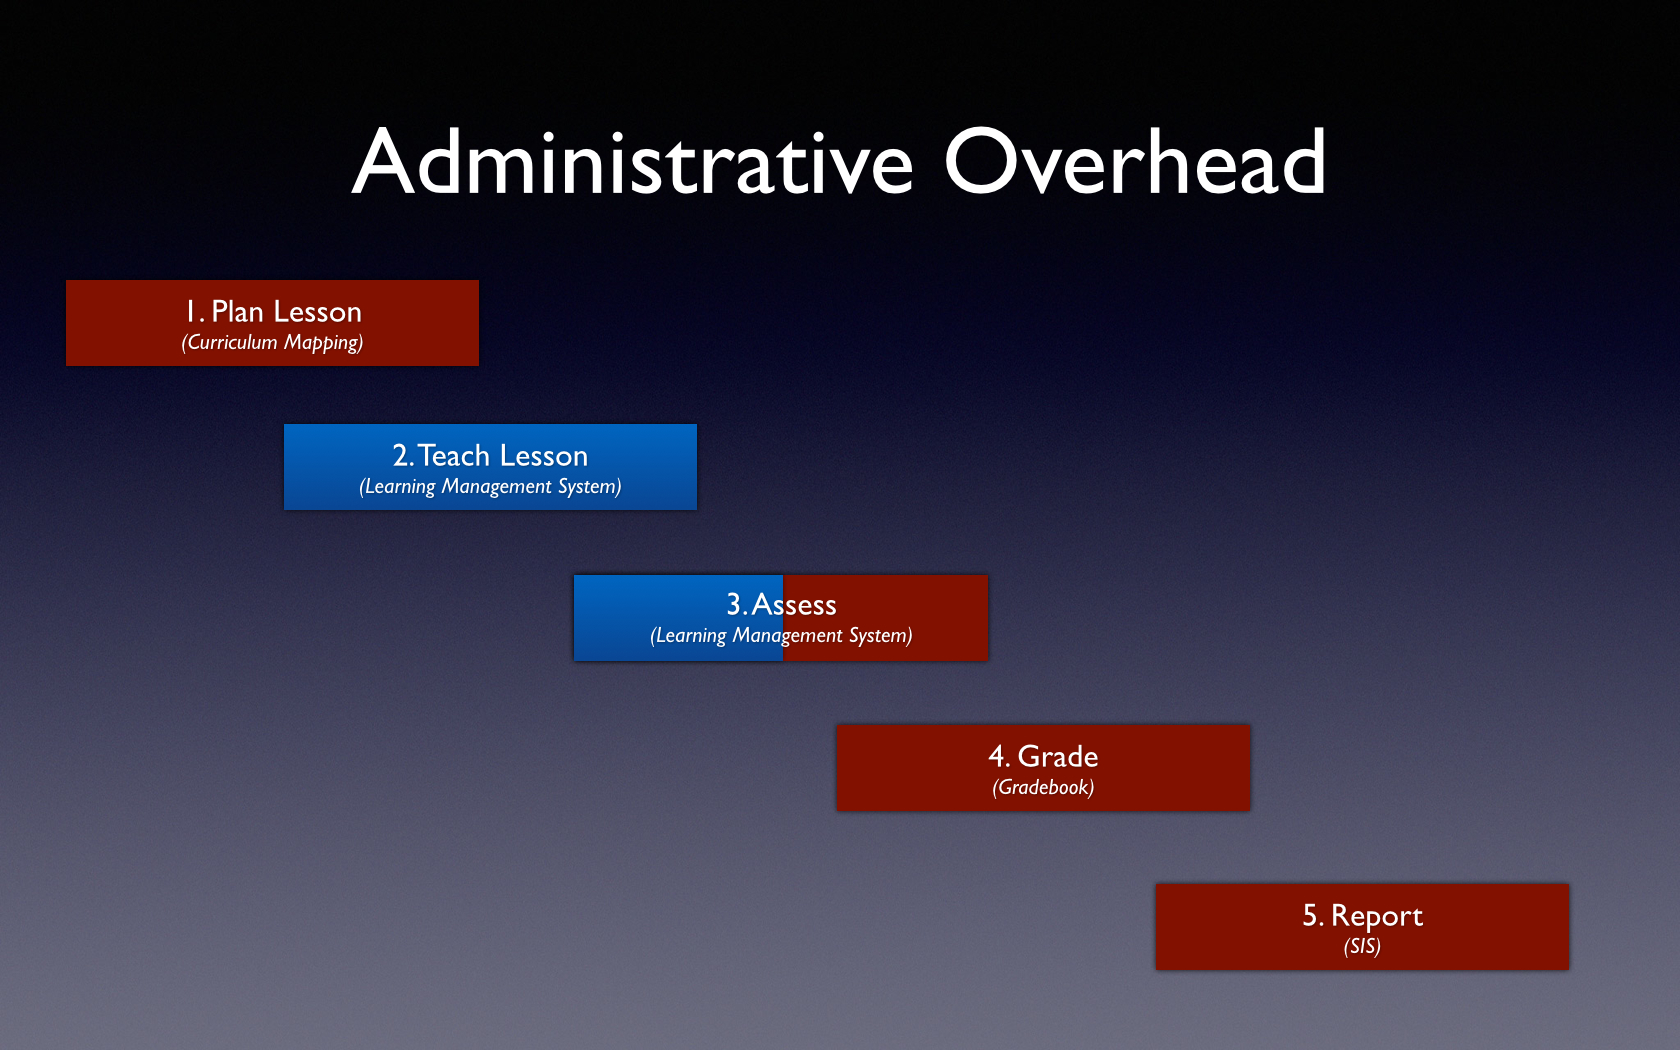 Administrative Overhead
1. Plan Lesson
(Curriculum Mapping)
2. Teach Lesson
(Learning Management System)
3. Assess
(Learning Management System)
4. Grade
(Gradebook)
5. Report
(SIS)